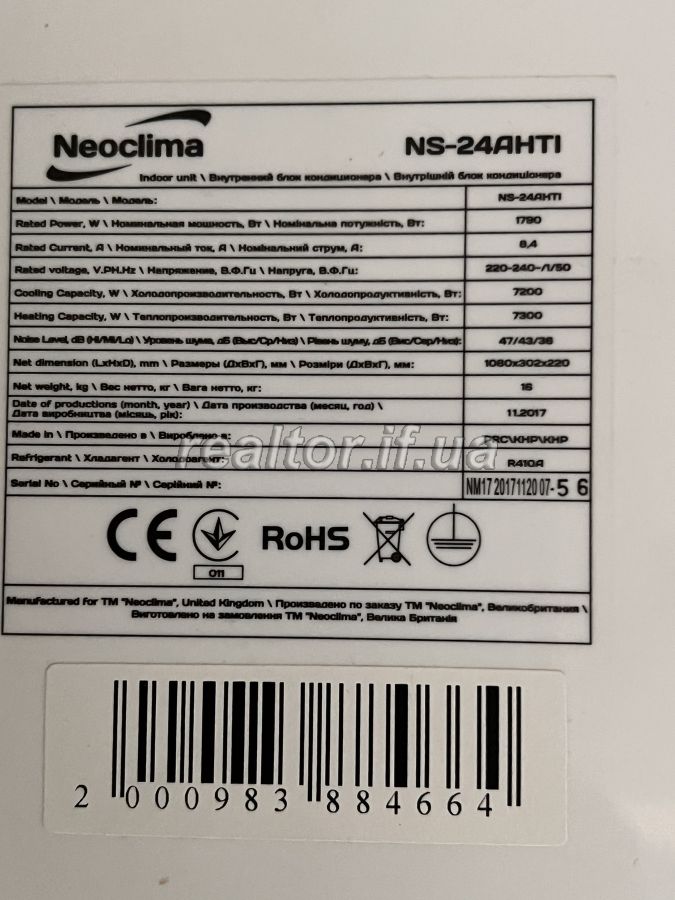 Neoclima
NS-24AHTI
Indoor unit \ Внутренний блок кондиционера \ Внутрішній блок кондиціонера
Model \ Модель \ Модель: NS-24AHTI
Rated Power, W \ Номинальная мощность, Вт \ Номінальна потужність, Вт: 1790
Rated Current, A \ Номинальный ток, А \ Номінальний струм, А: 8,4
Rated voltage, V.PH.Hz \ Напряжение, В.Ф.Гц \ Напруга, В.Ф.Гц: 220-240~/1/50
Cooling Capacity, W \ Холодопроизводительность, Вт \ Холодопродуктивність, Вт: 7200
Heating Capacity, W \ Теплопроизводительность, Вт \ Теплопродуктивність, Вт: 7300
Noise Level, dB (Hi/Mi/Lo) \ Уровень шума, дБ (Выс/Ср/Низ) \ Рівень шуму, дБ (Вис/Сер/Низ): 47/43/36
Net dimension (LxHxD), mm \ Размеры (ДхВхГ), мм \ Розміри (ДхВхГ), мм: 1080x302x220
Net weight, kg \ Вес нетто, кг \ Вага нетто, кг: 16
Date of productions (month, year) \ Дата производства (месяц, год) \
Дата виробництва (місяць, рік): 11.2017
Made in \ Произведено в \ Вироблено в: PRC\КНР\КНР
realtor.if.ua
Refrigerant \ Хладагент \ Холодоагент: R410A
Serial No \ Серийный № \ Серійний №: NM17 20171120 07-5 6
CE RoHS
011
Manufactured for TM "Neoclima", United Kingdom \ Произведено по заказу ТМ "Neoclima", Великобритания \
Виготовлено на замовлення ТМ "Neoclima", Велика Британія
2 000983 884664